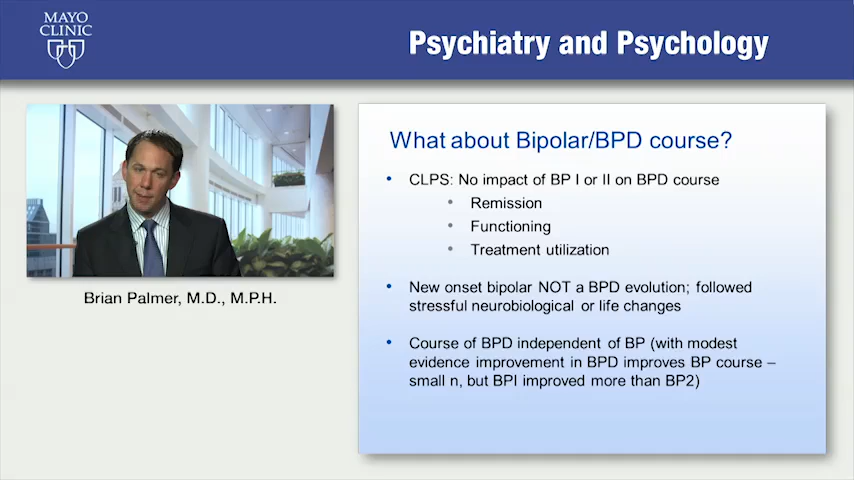 MAYO
CLINIC
Psychiatry and Psychology
What about Bipolar/BPD course?
• CLPS: No impact of BP I or II on BPD course
• Remission
• Functioning
• Treatment utilization
• New onset bipolar NOT a BPD evolution; followed
stressful neurobiological or life changes
• Course of BPD independent of BP (with modest
evidence improvement in BPD improves BP course –
small n, but BPI improved more than BP2)
Brian Palmer, M.D., M.P.H.